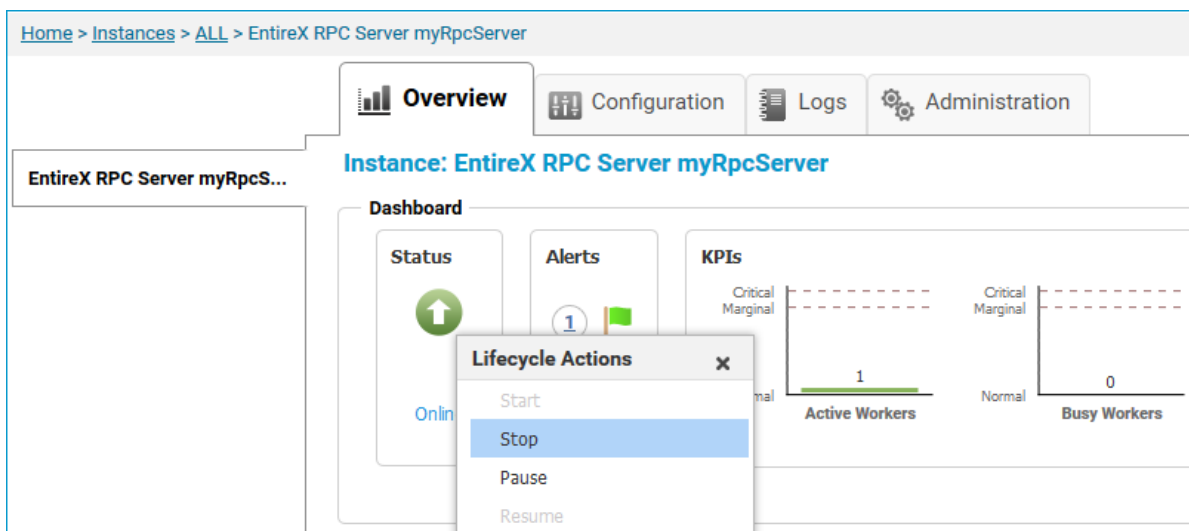 Home > Instances > ALL > EntireX RPC Server myRpcServer
Overview
Configuration
Logs
Administration
EntireX RPC Server myRpcS...
Instance: EntireX RPC Server myRpcServer
Dashboard
Status
Onlin
Alerts
1
KPIs
Critical
Marginal
mal
1
Active Workers
Critical
Marginal
Normal
0
Busy Workers
Lifecycle Actions
Start
Stop
Pause
Resume